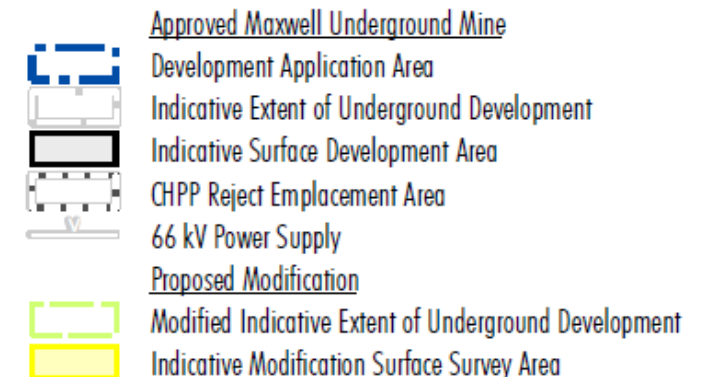 Approved Maxwell Underground Mine
Development Application Area
Indicative Extent of Underground Development
Indicative Surface Development Area
CHPP Reject Emplacement Area
66 kV Power Supply
Proposed Modification
Modified Indicative Extent of Underground Development
Indicative Modification Surface Survey Area